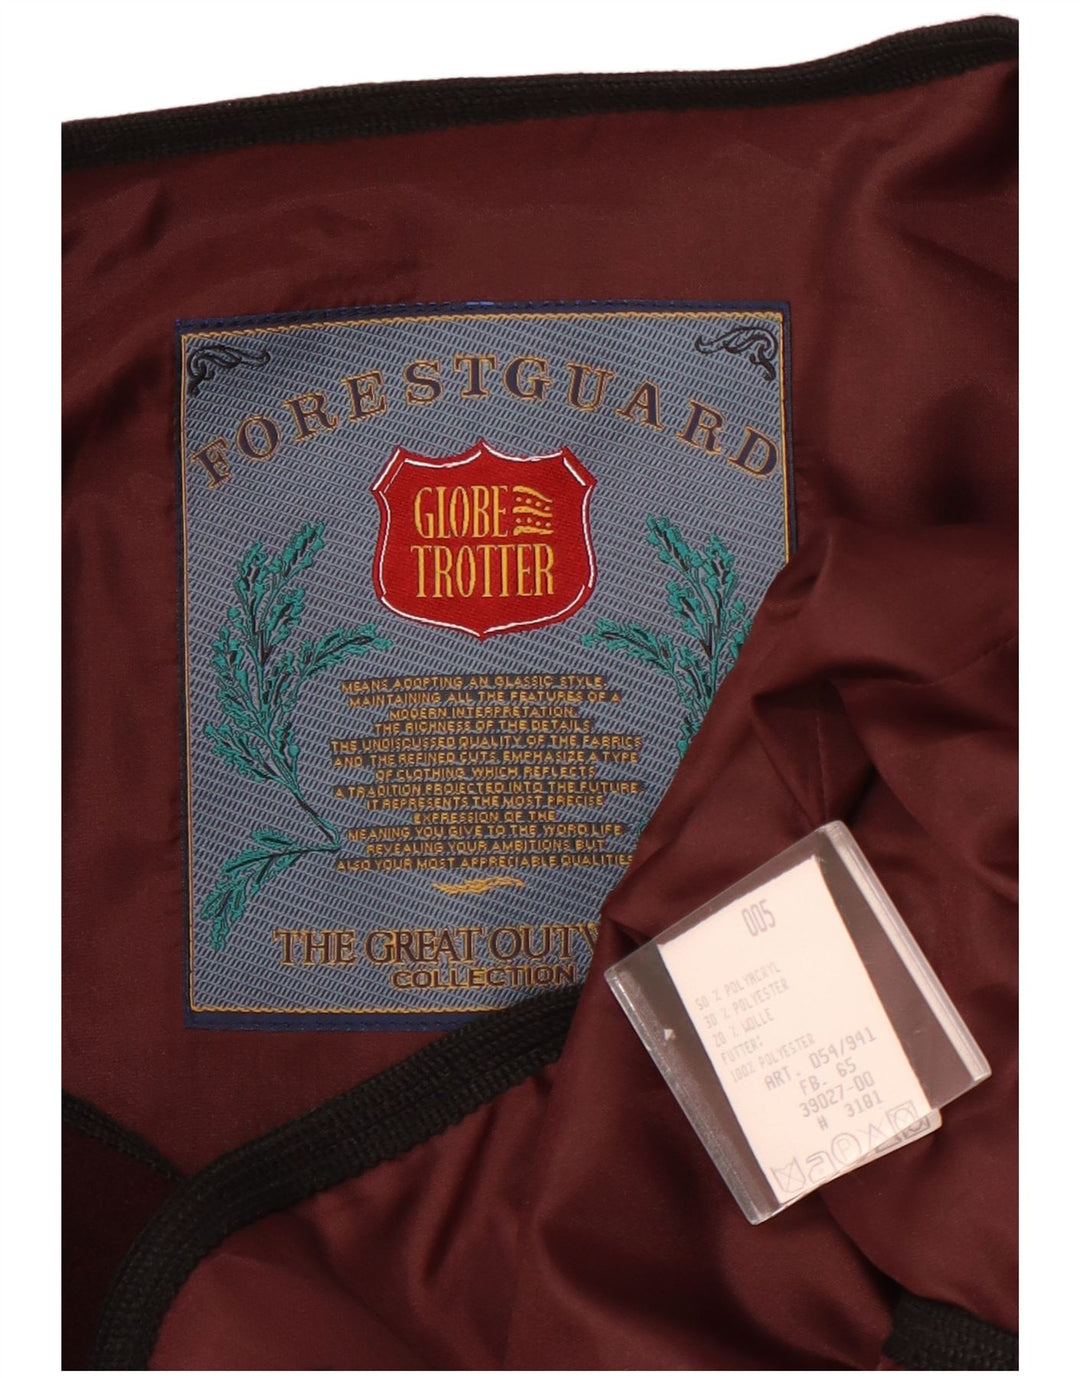 FORESTGUARD
GLOBE
TROTTER
MEANS ADOPTING AN GLASSIC STYLE,
MAINTAINING ALL THE FEATURES OF A
MODERN INTERPRETATION
THE RICHNESS OF THE DETAILS
THE UNDISCUSSED QUALITY OF THE FABRICS
AND THE REFINED CUTS EMPHASIZE A TYPE
OF CLOTHING WHICH REFLECTS
A TRADITION PROJECTED INTO THE FUTURE
IT REPRESENTS THE MOST PRECISE
EXPRESSION OF THE
MEANING YOU GIVE TO THE WORD LIFE
REVEALING YOUR AMBITIONS BUT
ALSO YOUR MOST APPRECIABLE QUALITIES
THE GREAT OUTW
COLLECTION
005
50 % POLYACRYL
30 % POLYESTER
20 % WOLLE
FUTTER:
100% POLYESTER
ART. 054/941
FB- 65
39027-00
# 3181